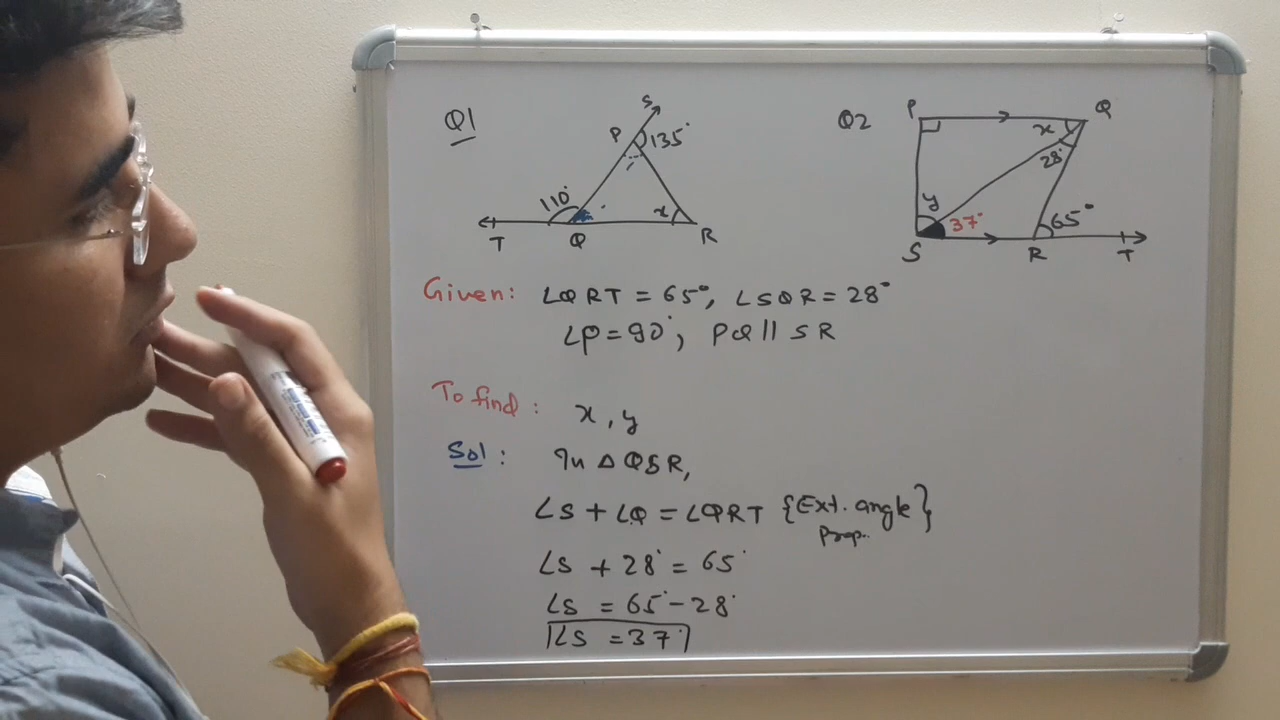 Q1
S
P 135°
110°
x
T Q R
Q2
P Q
x
28°
y
37° 65°
S R T
Given: ∠QRT = 65°, ∠SQR = 28°
∠P = 90°, PQ || SR
To find: x, y
Sol: In △ QSR,
∠S + ∠Q = ∠QRT {Ext. angle}
Prop.
∠S + 28° = 65°
∠S = 65° - 28°
∠S = 37°